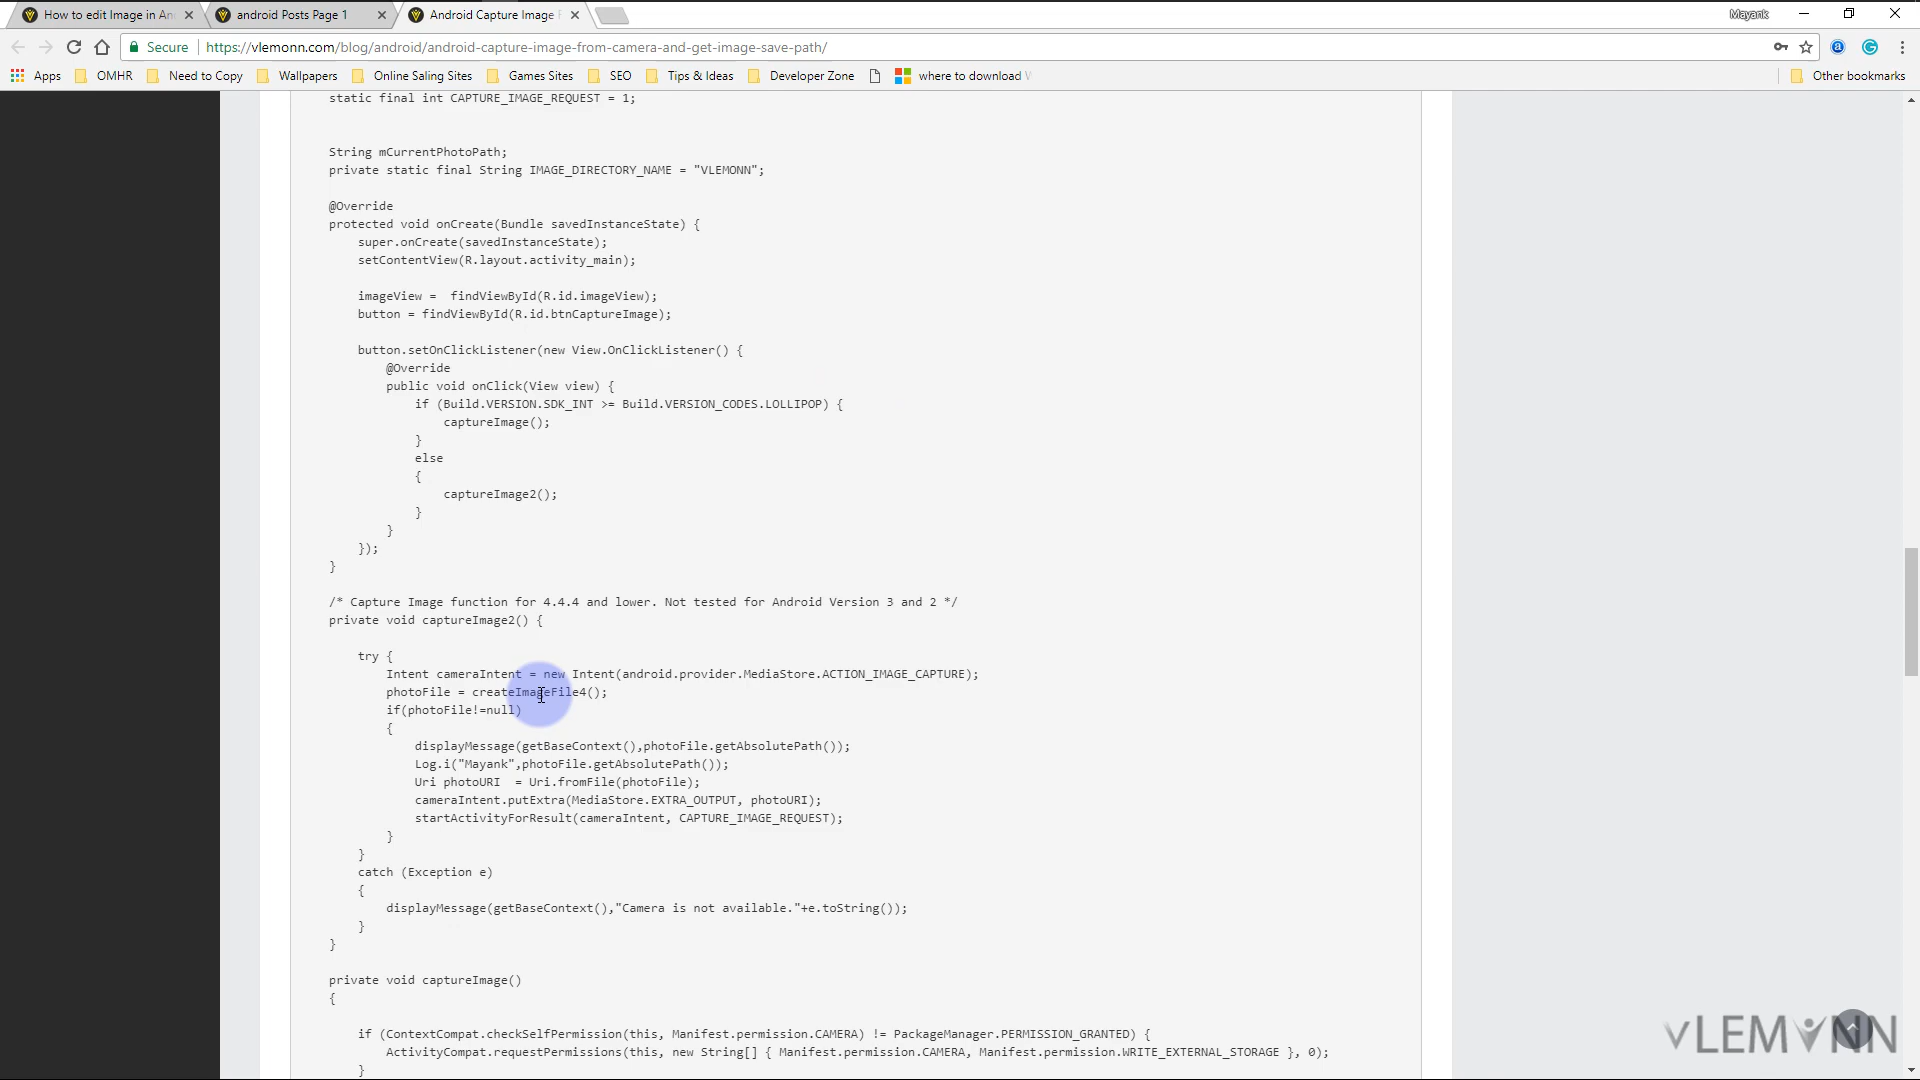 How to edit Image in An
android Posts Page 1
Android Capture Image F
Mayank
Secure
https://vlemonn.com/blog/android/android-capture-image-from-camera-and-get-image-save-path/
Apps
OMHR
Need to Copy
Wallpapers
Online Saling Sites
Games Sites
SEO
Tips & Ideas
Developer Zone
where to download
Other bookmarks
static final int CAPTURE_IMAGE_REQUEST = 1;
String mCurrentPhotoPath;
private static final String IMAGE_DIRECTORY_NAME = "VLEMONN";
@Override
protected void onCreate(Bundle savedInstanceState) {
super.onCreate(savedInstanceState);
setContentView(R.layout.activity_main);
imageView =  findViewById(R.id.imageView);
button = findViewById(R.id.btnCaptureImage);
button.setOnClickListener(new View.OnClickListener() {
@Override
public void onClick(View view) {
if (Build.VERSION.SDK_INT >= Build.VERSION_CODES.LOLLIPOP) {
captureImage();
}
else
{
captureImage2();
}
}
});
}
/* Capture Image function for 4.4.4 and lower. Not tested for Android Version 3 and 2 */
private void captureImage2() {
try {
Intent cameraIntent = new Intent(android.provider.MediaStore.ACTION_IMAGE_CAPTURE);
photoFile = createImageFile4();
if(photoFile!=null)
{
displayMessage(getBaseContext(),photoFile.getAbsolutePath());
Log.i("Mayank",photoFile.getAbsolutePath());
Uri photoURI  = Uri.fromFile(photoFile);
cameraIntent.putExtra(MediaStore.EXTRA_OUTPUT, photoURI);
startActivityForResult(cameraIntent, CAPTURE_IMAGE_REQUEST);
}
}
catch (Exception e)
{
displayMessage(getBaseContext(),"Camera is not available."+e.toString());
}
}
private void captureImage()
{
if (ContextCompat.checkSelfPermission(this, Manifest.permission.CAMERA) != PackageManager.PERMISSION_GRANTED) {
ActivityCompat.requestPermissions(this, new String[] { Manifest.permission.CAMERA, Manifest.permission.WRITE_EXTERNAL_STORAGE }, 0);
}
vLEMONN